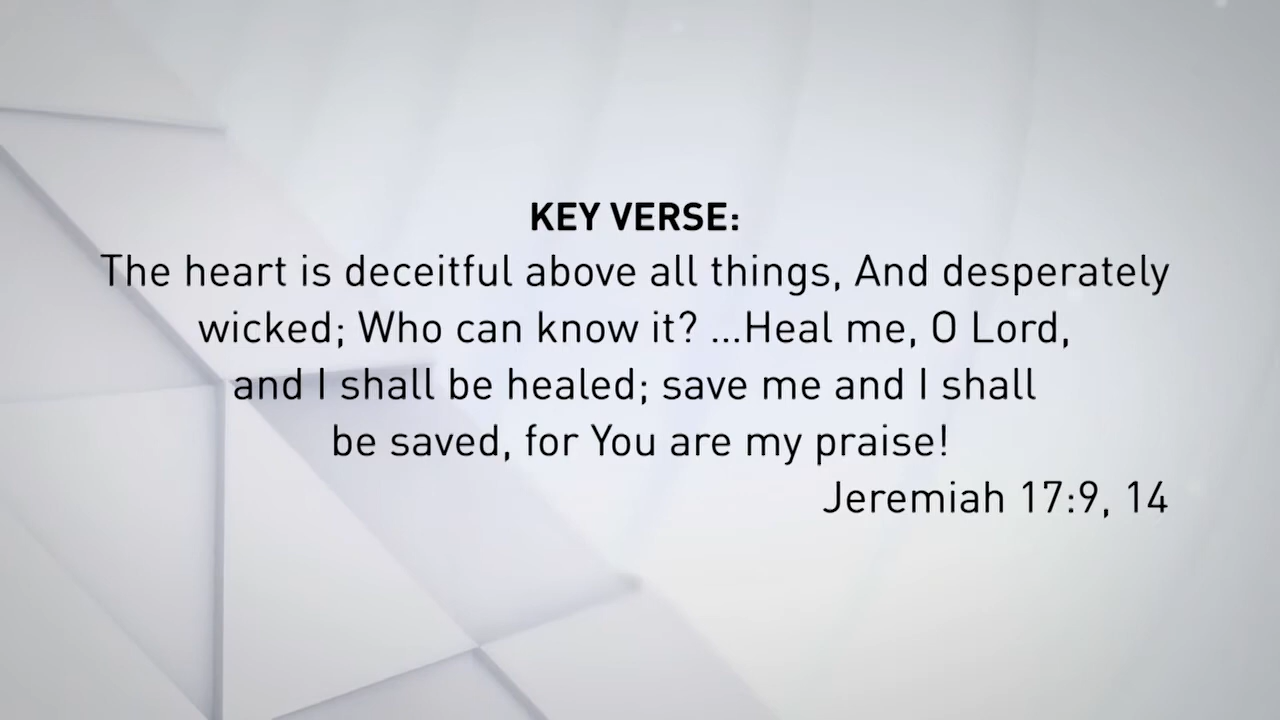 KEY VERSE:
The heart is deceitful above all things, And desperately
wicked; Who can know it? ...Heal me, O Lord,
and I shall be healed; save me and I shall
be saved, for You are my praise!
Jeremiah 17:9, 14